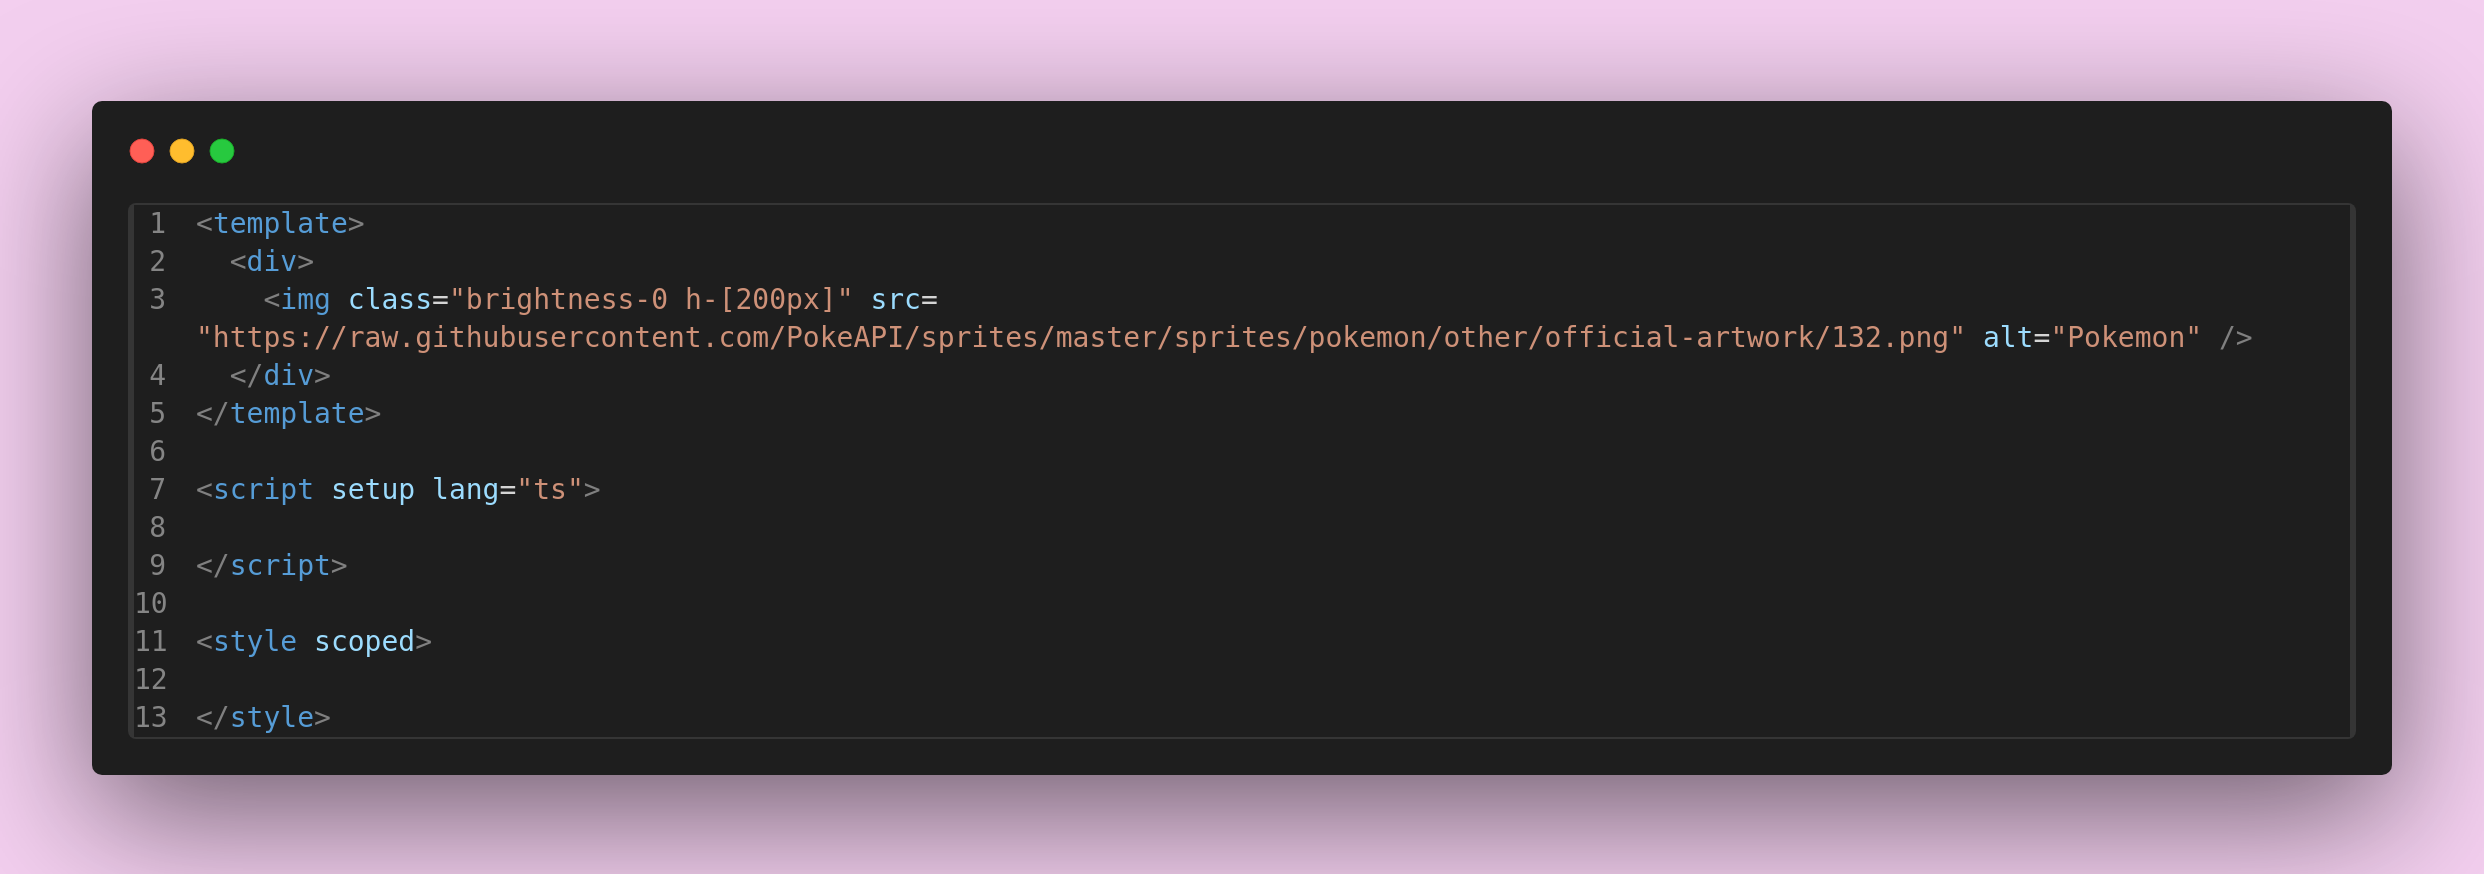 1 <template>
2   <div>
3     <img class="brightness-0 h-[200px]" src=
"https://raw.githubusercontent.com/PokeAPI/sprites/master/sprites/pokemon/other/official-artwork/132.png" alt="Pokemon" />
4   </div>
5 </template>
6
7 <script setup lang="ts">
8
9 </script>
10
11 <style scoped>
12
13 </style>